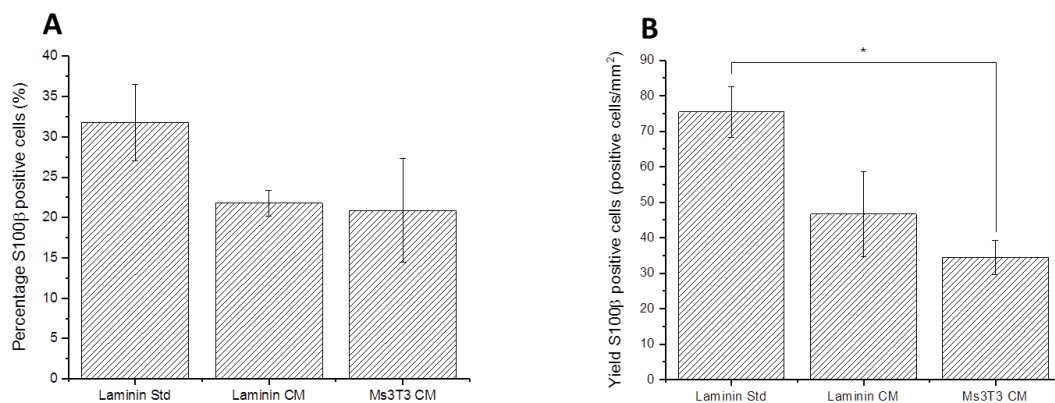 A
Percentage S100β positive cells (%)
40
35
30
25
20
15
10
5
0
Laminin Std
Laminin CM
Ms3T3 CM
B
*
Yield S100β positive cells (positive cells/mm²)
90
80
70
60
50
40
30
20
10
0
Laminin Std
Laminin CM
Ms3T3 CM